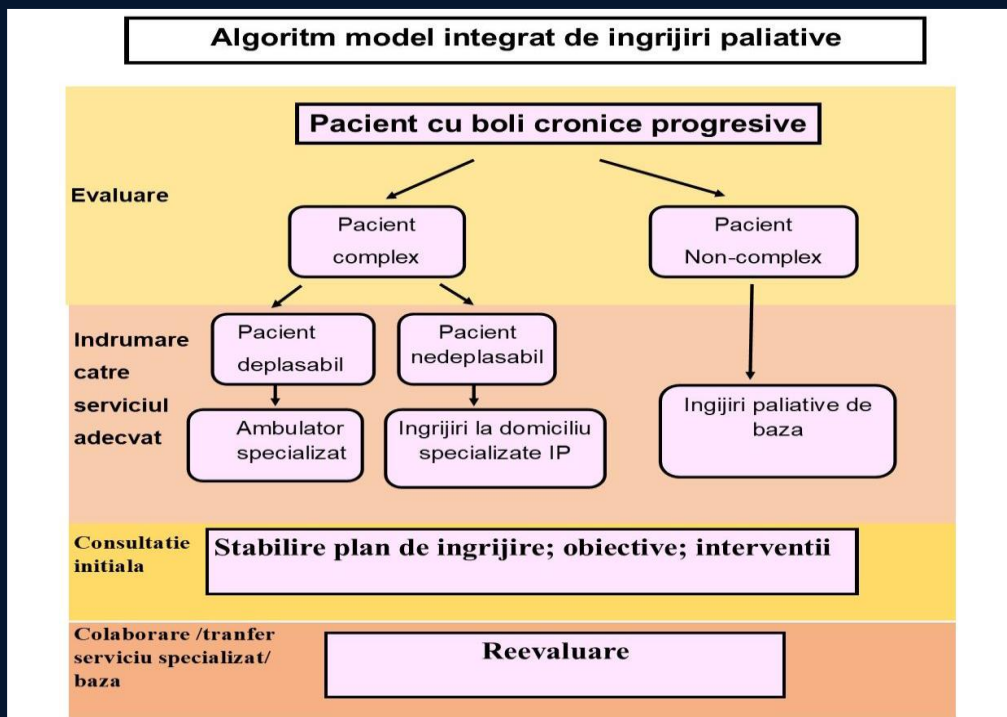 Algoritm model integrat de ingrijiri paliative
Pacient cu boli cronice progresive
Evaluare
Pacient
complex
Pacient
Non-complex
Indrumare
catre
serviciul
adecvat
Pacient
deplasabil
Pacient
nedeplasabil
Ambulator
specializat
Ingrijiri la domiciliu
specializate IP
Ingijiri paliative de
baza
Consultatie
initiala
Stabilire plan de ingrijire; obiective; interventii
Colaborare /tranfer
serviciu specializat/
baza
Reevaluare